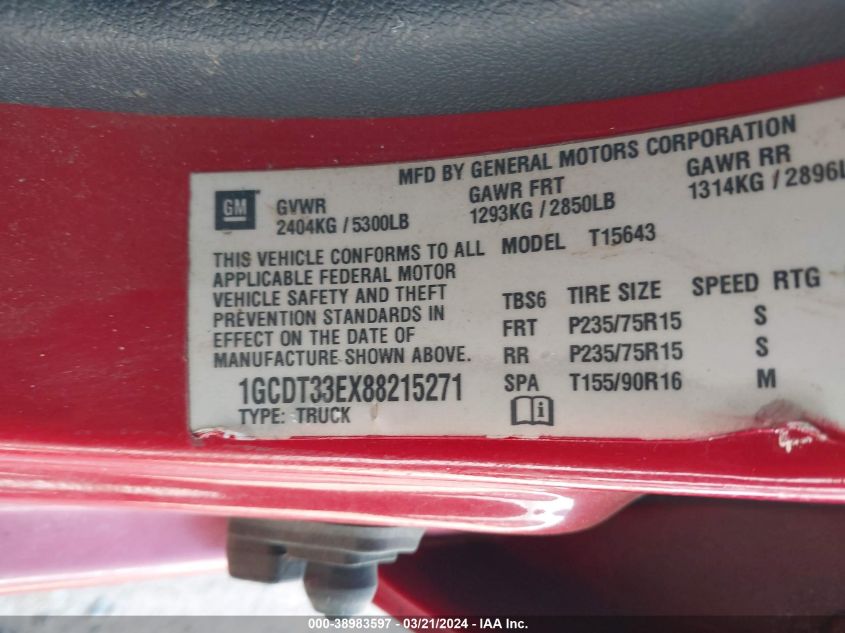 MFD BY GENERAL MOTORS CORPORATION
GM
GVWR GAWR FRT GAWR RR
2404KG / 5300LB 1293KG / 2850LB 1314KG / 2896L
THIS VEHICLE CONFORMS TO ALL MODEL T15643
APPLICABLE FEDERAL MOTOR
VEHICLE SAFETY AND THEFT TBS6 TIRE SIZE SPEED RTG
PREVENTION STANDARDS IN FRT P235/75R15 S
EFFECT ON THE DATE OF
MANUFACTURE SHOWN ABOVE. RR P235/75R15 S
1GCDT33EX88215271 SPA T155/90R16 M
TYPE: TRUCK
000-38983597 - 03/21/2024 - IAA Inc.